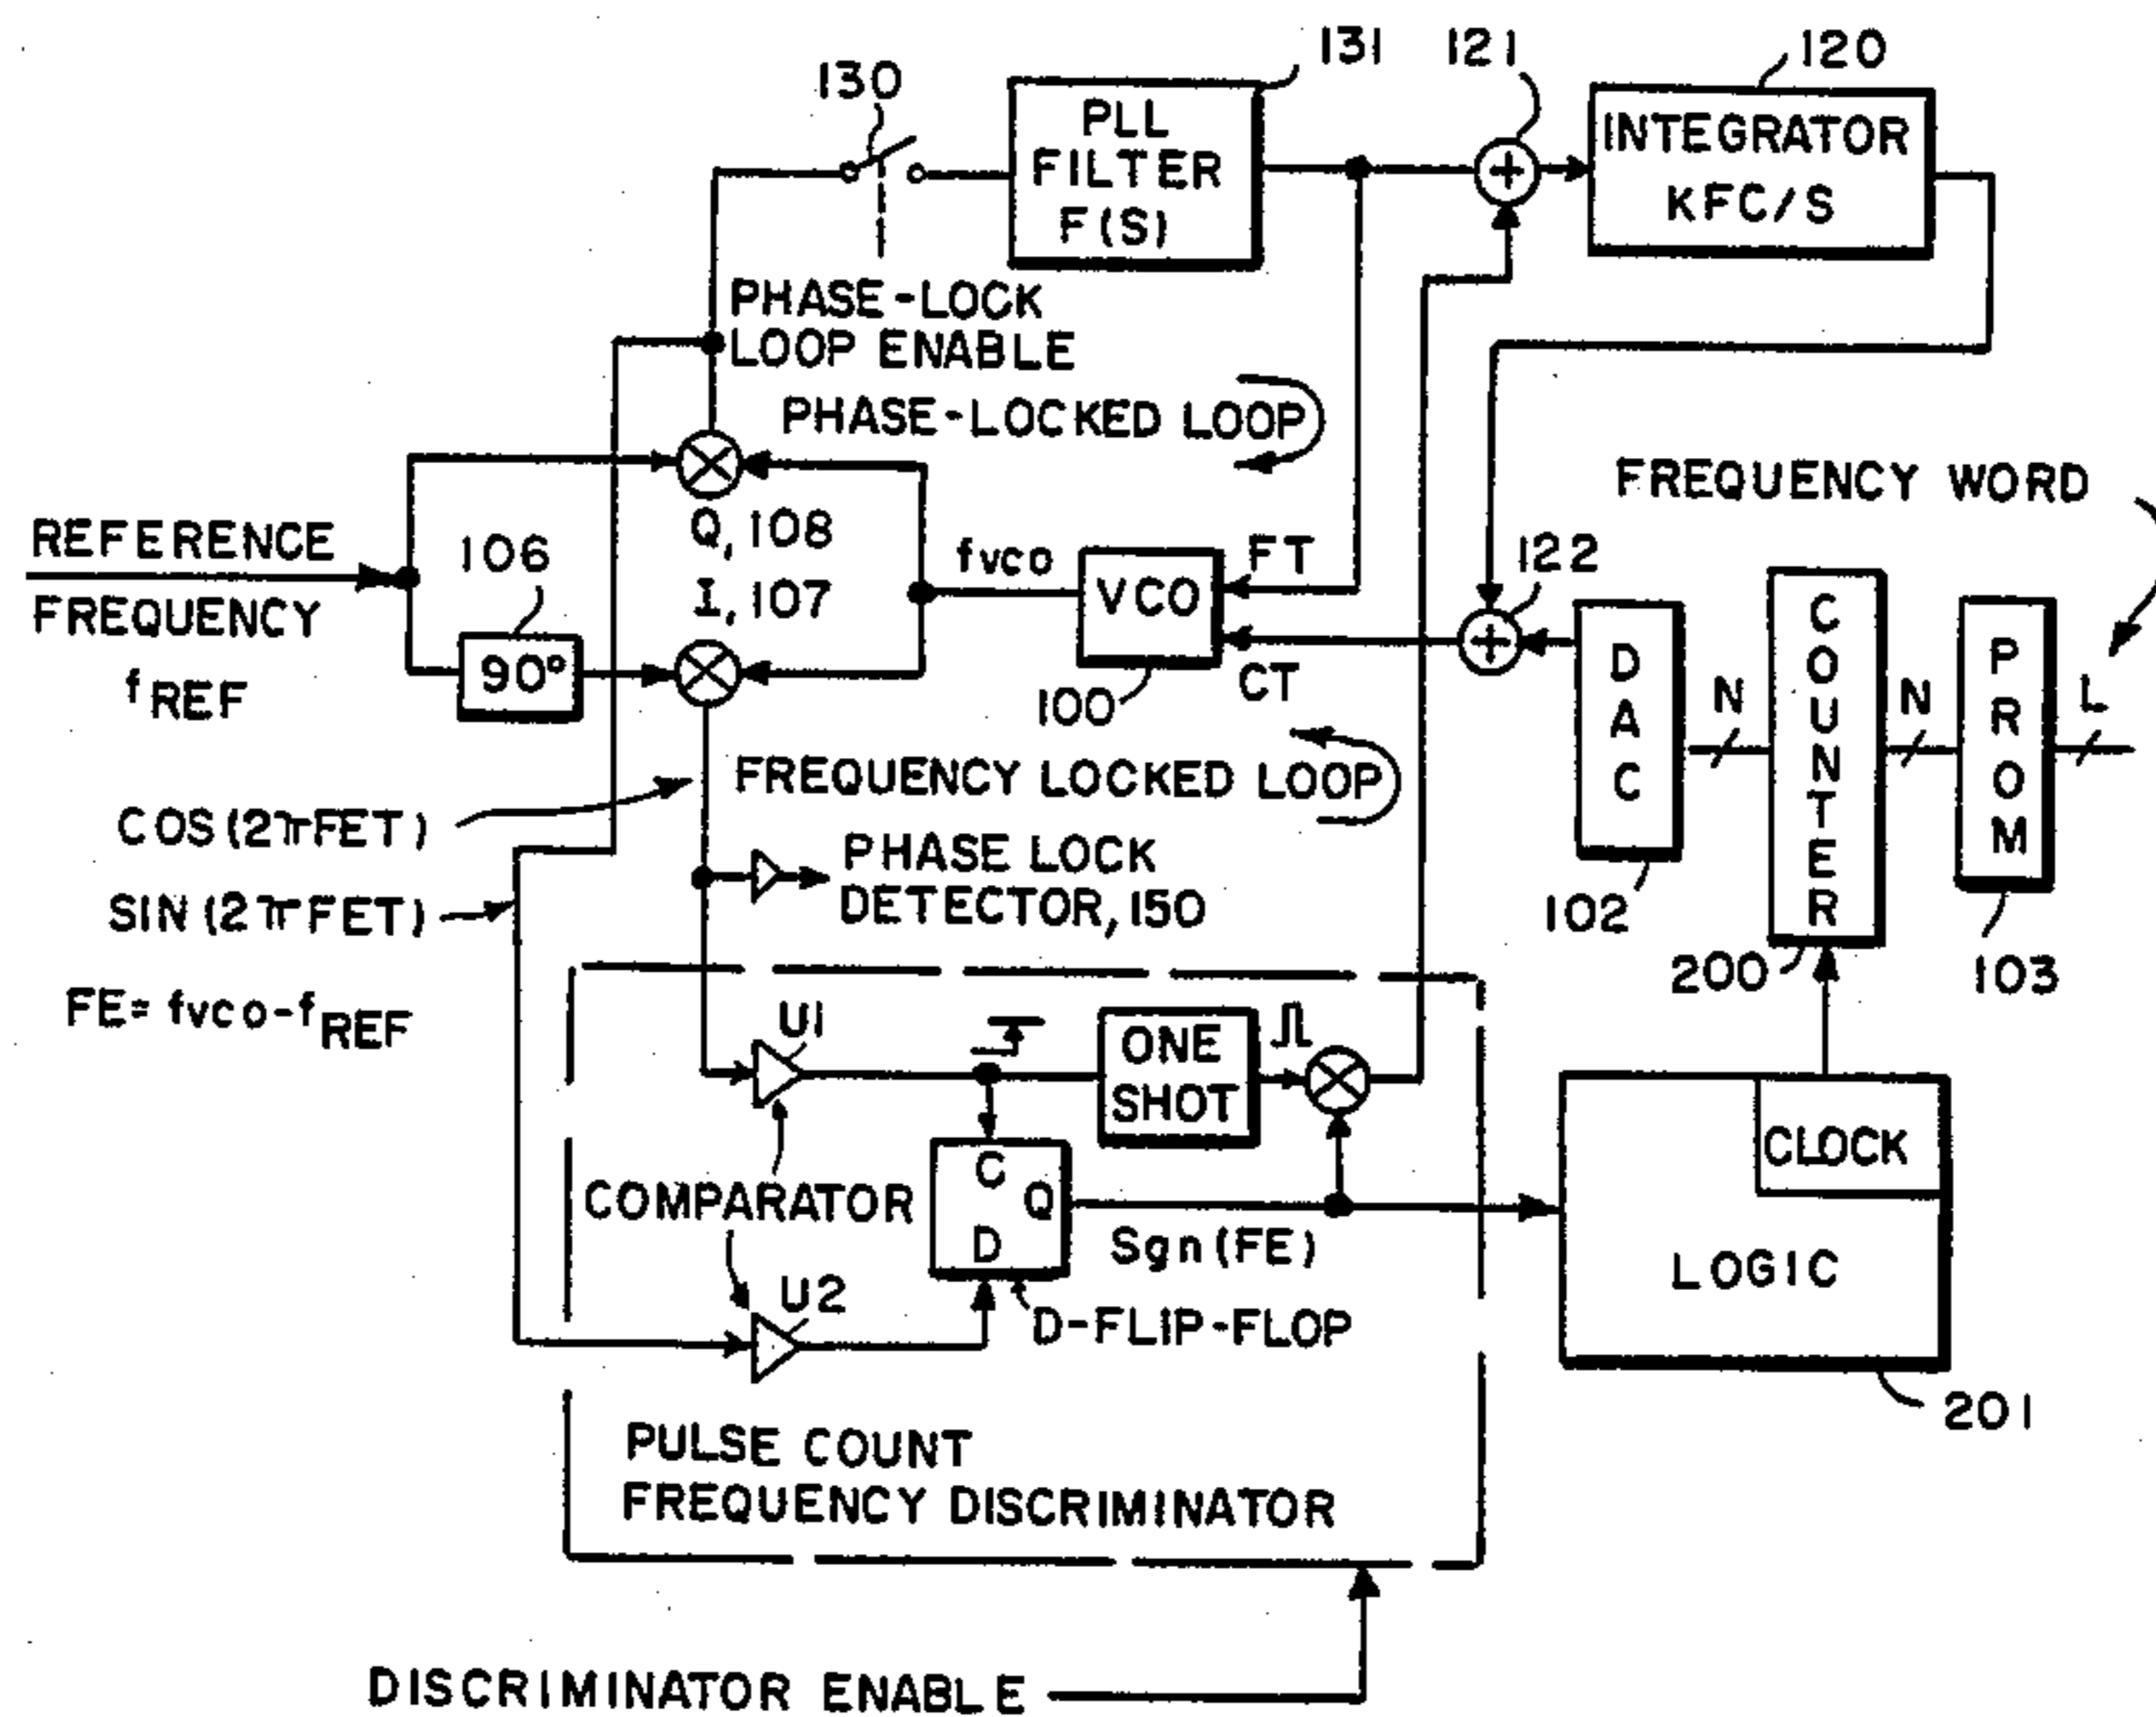 130
131
121
120
PLL
FILTER
F(S)
INTEGRATOR
KFC/S
PHASE-LOCK
LOOP ENABLE
PHASE-LOCKED LOOP
FREQUENCY WORD
REFERENCE
FREQUENCY
fREF
106
90°
Q, 108
I, 107
fvco
VCO
FT
CT
100
122
DAC
102
N
COUNTER
200
N
PROM
103
L
FREQUENCY LOCKED LOOP
COS(2πFET)
SIN(2πFET)
FE= fvco-fREF
PHASE LOCK
DETECTOR, 150
U1
ONE
SHOT
COMPARATOR
C
Q
D
Sgn(FE)
D-FLIP-FLOP
U2
CLOCK
LOGIC
201
PULSE COUNT
FREQUENCY DISCRIMINATOR
DISCRIMINATOR ENABLE